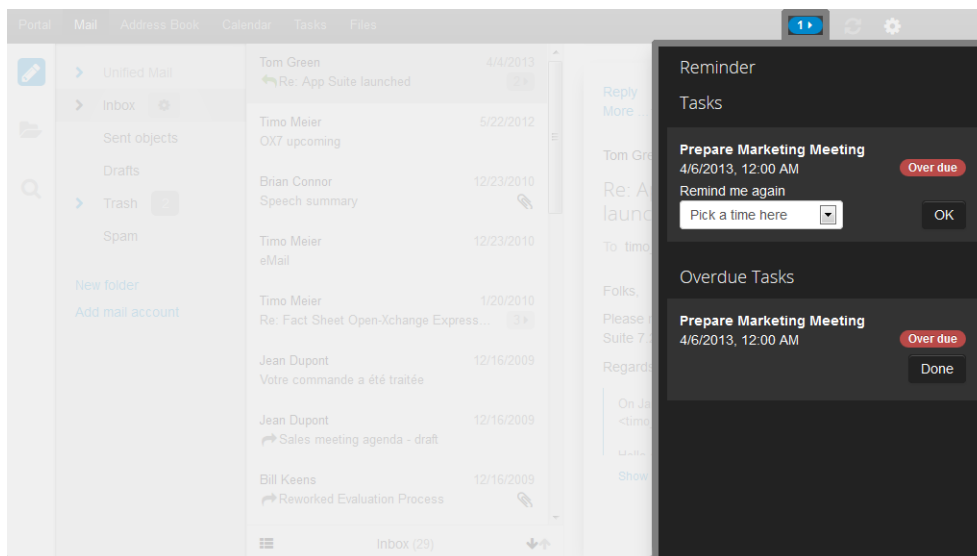 Portal Mail Address Book Calendar Tasks Files
1
Unified Mail
Inbox
Sent objects
Drafts
Trash 2
Spam
New folder
Add mail account
Tom Green 4/4/2013
Re: App Suite launched 2
Timo Meier 5/22/2012
OX7 upcoming
Brian Connor 12/23/2010
Speech summary
Timo Meier 12/23/2010
eMail
Timo Meier 1/20/2010
Re: Fact Sheet Open-Xchange Express... 3
Jean Dupont 12/16/2009
Votre commande a été traitée
Jean Dupont 12/16/2009
Sales meeting agenda - draft
Bill Keens 12/16/2009
Reworked Evaluation Process
Inbox (29)
Reply
More ...
Tom Gre
Re: A
launc
To timo
Folks,
Please
Suite 7.
Regard
On Ja
<timo
Hello
Show
Reminder
Tasks
Prepare Marketing Meeting
4/6/2013, 12:00 AM Over due
Remind me again
Pick a time here OK
Overdue Tasks
Prepare Marketing Meeting
4/6/2013, 12:00 AM Over due
Done